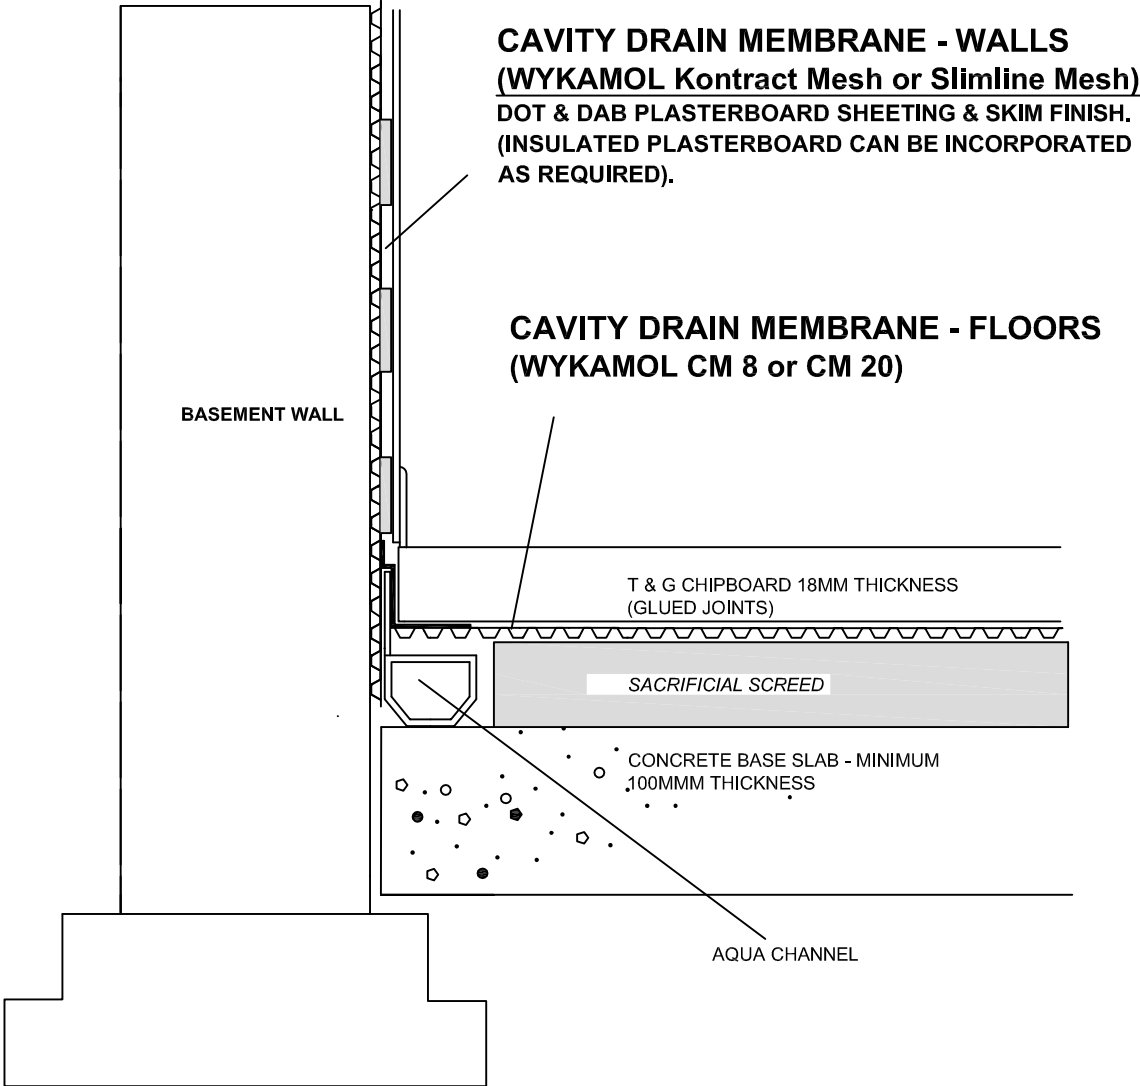 CAVITY DRAIN MEMBRANE - WALLS
(WYKAMOL Kontract Mesh or Slimline Mesh)
DOT & DAB PLASTERBOARD SHEETING & SKIM FINISH.
(INSULATED PLASTERBOARD CAN BE INCORPORATED
AS REQUIRED).
CAVITY DRAIN MEMBRANE - FLOORS
(WYKAMOL CM 8 or CM 20)
BASEMENT WALL
T & G CHIPBOARD 18MM THICKNESS
(GLUED JOINTS)
SACRIFICIAL SCREED
CONCRETE BASE SLAB - MINIMUM
100MMM THICKNESS
AQUA CHANNEL